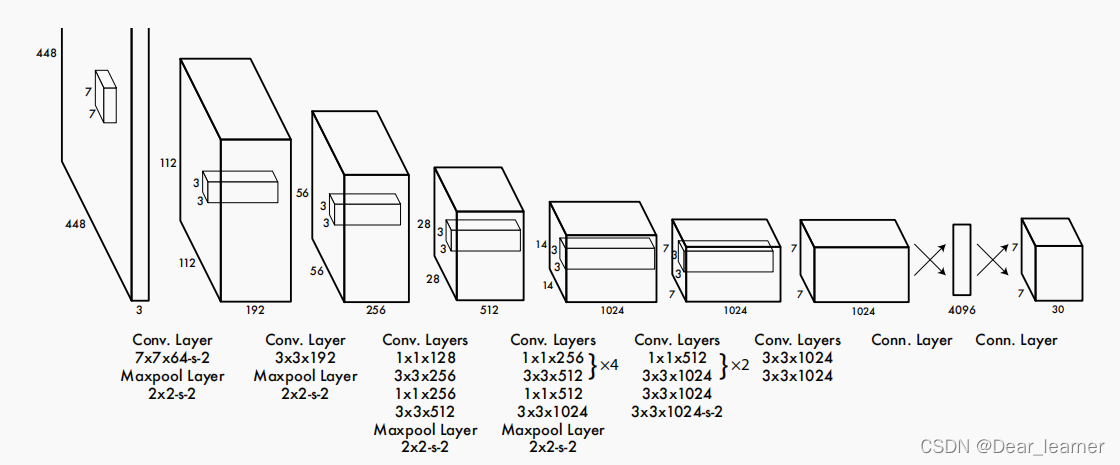 448
7
7
448
3
112
3
3
112
192
56
3
3
56
256
28
3
3
28
512
14
3
3
14
1024
7
3
3
7
1024
7
7
1024
4096
7
7
30
Conv. Layer
7x7x64-s-2
Maxpool Layer
2x2-s-2
Conv. Layer
3x3x192
Maxpool Layer
2x2-s-2
Conv. Layers
1x1x128
3x3x256
1x1x256
3x3x512
Maxpool Layer
2x2-s-2
Conv. Layers
1x1x256
3x3x512
}×4
1x1x512
3x3x1024
Maxpool Layer
2x2-s-2
Conv. Layers
1x1x512
3x3x1024
}×2
3x3x1024
3x3x1024-s-2
Conv. Layers
3x3x1024
3x3x1024
Conn. Layer
Conn. Layer
CSDN @Dear_learner